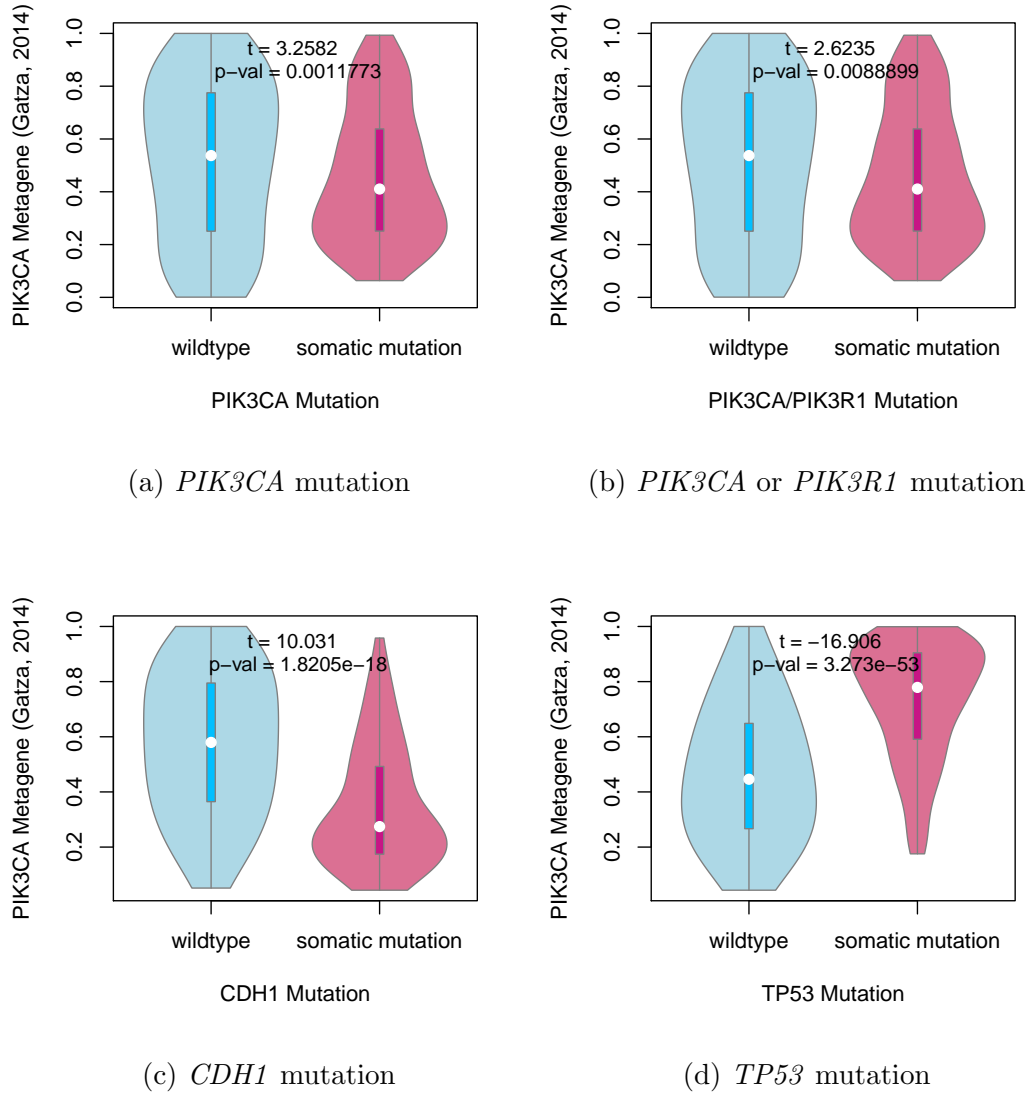 PIK3CA Metagene (Gatza, 2014)
1.0
0.8
0.6
0.4
0.2
0.0
t = 3.2582
p−val = 0.0011773
wildtype
somatic mutation
PIK3CA Mutation
(a) PIK3CA mutation
PIK3CA Metagene (Gatza, 2014)
1.0
0.8
0.6
0.4
0.2
0.0
t = 2.6235
p−val = 0.0088899
wildtype
somatic mutation
PIK3CA/PIK3R1 Mutation
(b) PIK3CA or PIK3R1 mutation
PIK3CA Metagene (Gatza, 2014)
1.0
0.8
0.6
0.4
0.2
t = 10.031
p−val = 1.8205e−18
wildtype
somatic mutation
CDH1 Mutation
(c) CDH1 mutation
PIK3CA Metagene (Gatza, 2014)
1.0
0.8
0.6
0.4
0.2
t = −16.906
p−val = 3.273e−53
wildtype
somatic mutation
TP53 Mutation
(d) TP53 mutation